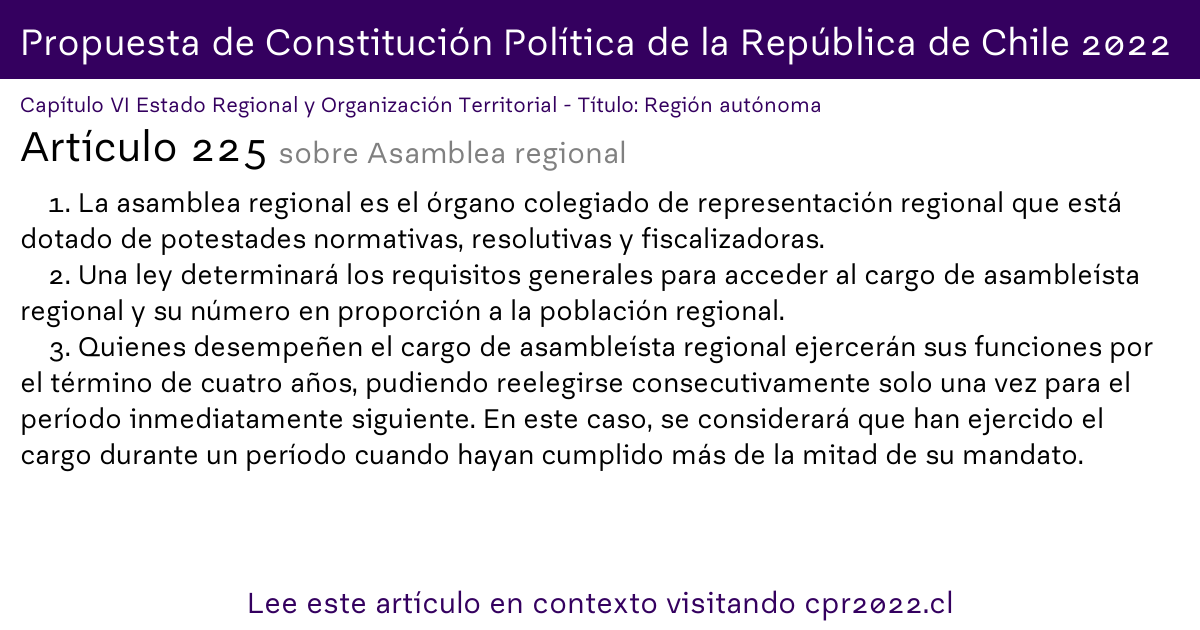 Propuesta de Constitución Política de la República de Chile 2022
Capítulo VI Estado Regional y Organización Territorial - Título: Región autónoma
Artículo 225 sobre Asamblea regional
1. La asamblea regional es el órgano colegiado de representación regional que está
dotado de potestades normativas, resolutivas y fiscalizadoras.
2. Una ley determinará los requisitos generales para acceder al cargo de asambleísta
regional y su número en proporción a la población regional.
3. Quienes desempeñen el cargo de asambleísta regional ejercerán sus funciones por
el término de cuatro años, pudiendo reelegirse consecutivamente solo una vez para el
período inmediatamente siguiente. En este caso, se considerará que han ejercido el
cargo durante un período cuando hayan cumplido más de la mitad de su mandato.
Lee este artículo en contexto visitando cpr2022.cl